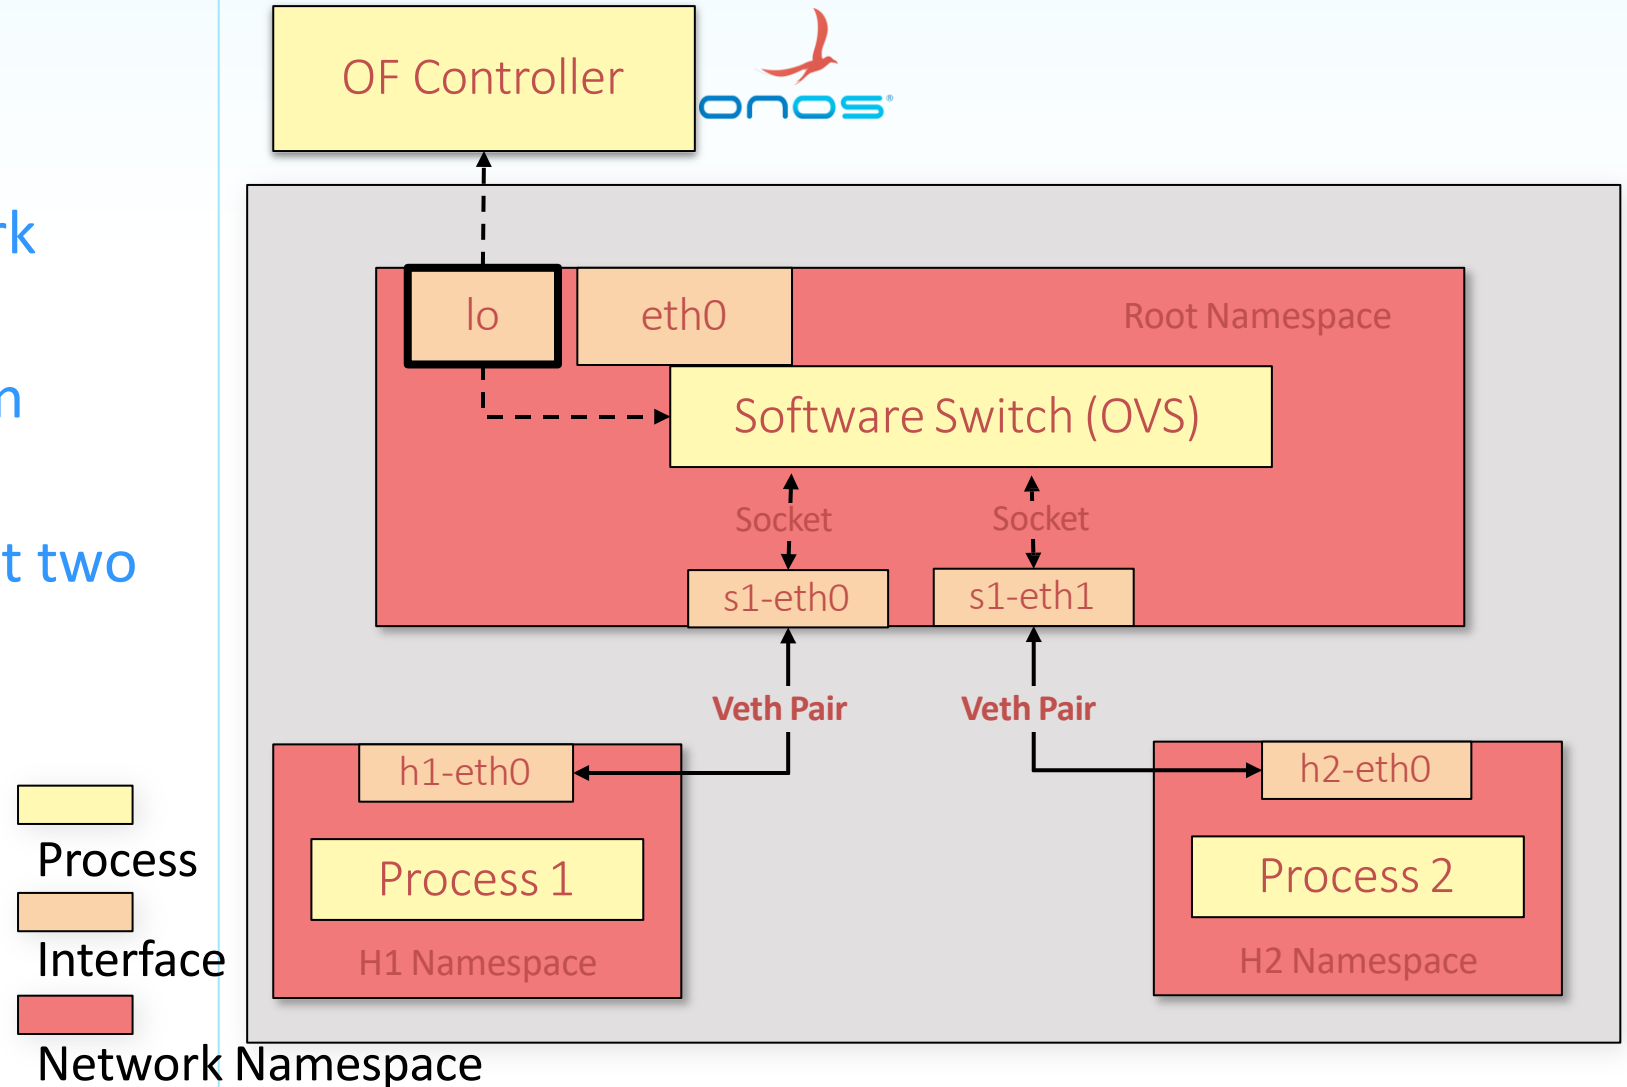 OF Controller
onos®
rk
lo
eth0
Root Namespace
Software Switch (OVS)
t two
Socket
Socket
s1-eth0
s1-eth1
Veth Pair
Veth Pair
h1-eth0
h2-eth0
Process 1
Process 2
H1 Namespace
H2 Namespace
Process
Interface
Network Namespace